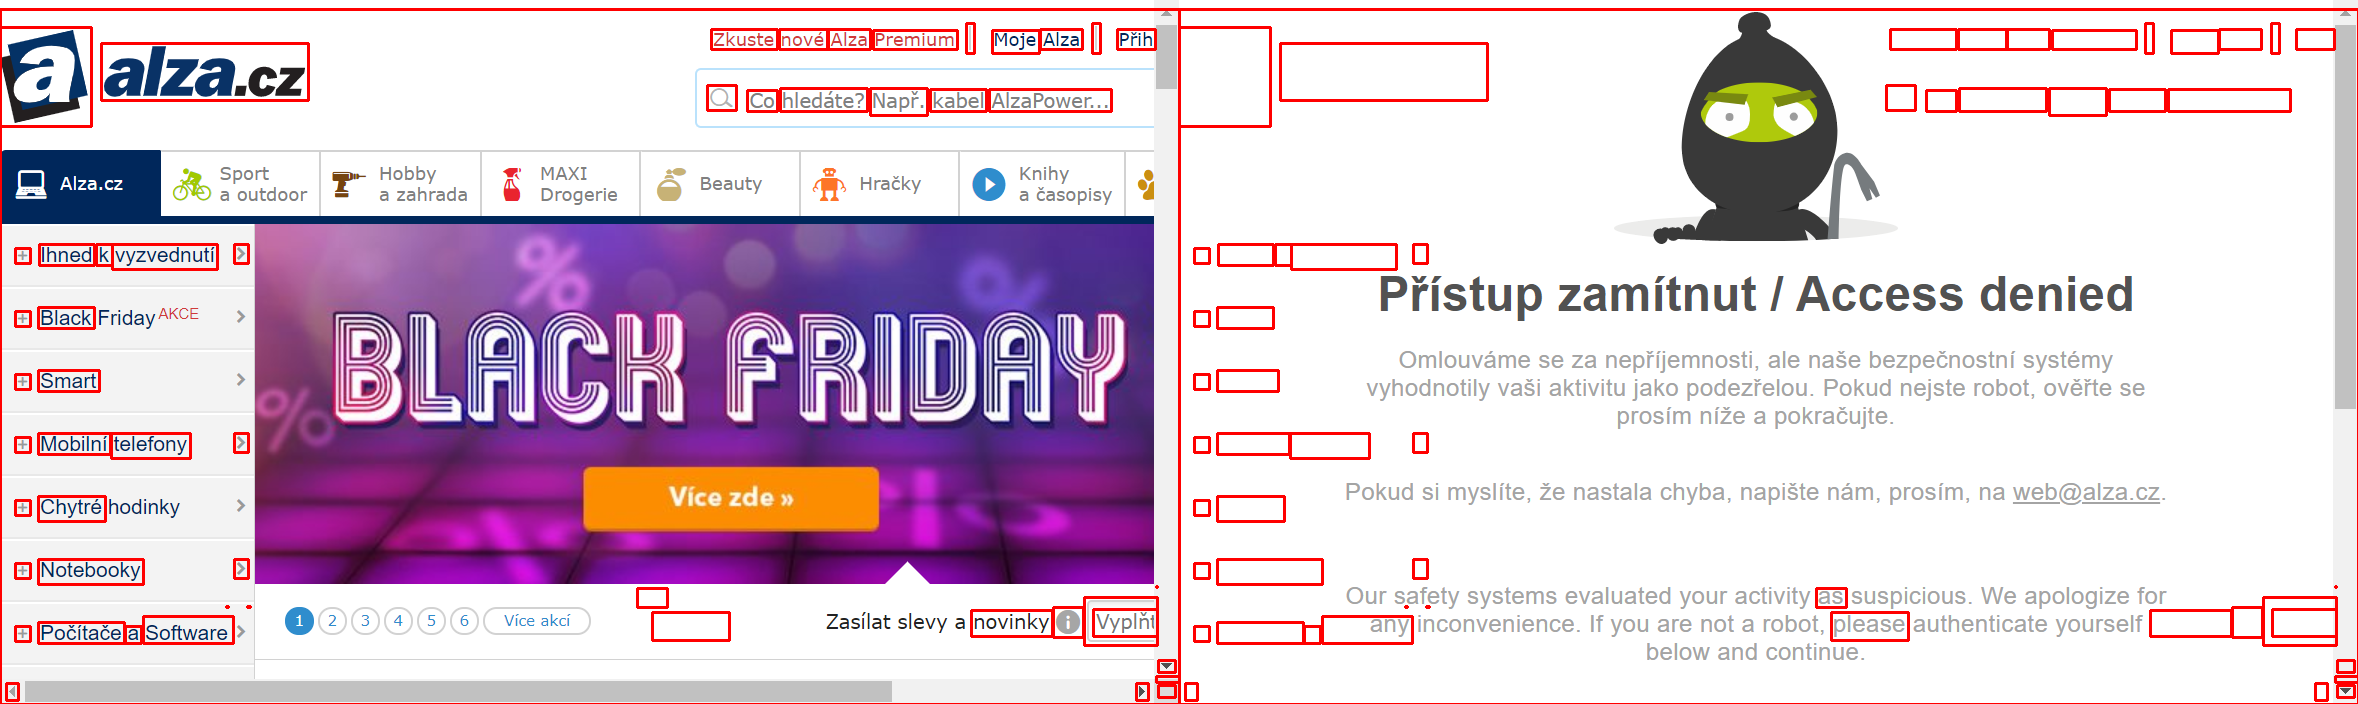 Zkuste nové Alza Premium Moje Alza Přih
a alza.cz
Co hledáte? Např. kabel AlzaPower...
Alza.cz
Sport
a outdoor
Hobby
a zahrada
MAXI
Drogerie
Beauty
Hračky
Knihy
a časopisy
Ihned k vyzvednutí
Black Friday AKCE
Smart
Mobilní telefony
Chytré hodinky
Notebooky
Počítače a Software
BLACK FRIDAY
Více zde »
1 2 3 4 5 6 Více akcí
Zasílat slevy a novinky i Vyplňt
Přístup zamítnut / Access denied
Omlouváme se za nepříjemnosti, ale naše bezpečnostní systémy
vyhodnotily vaši aktivitu jako podezřelou. Pokud nejste robot, ověřte se
prosím níže a pokračujte.
Pokud si myslíte, že nastala chyba, napište nám, prosím, na web@alza.cz.
Our safety systems evaluated your activity as suspicious. We apologize for
any inconvenience. If you are not a robot, please authenticate yourself
below and continue.